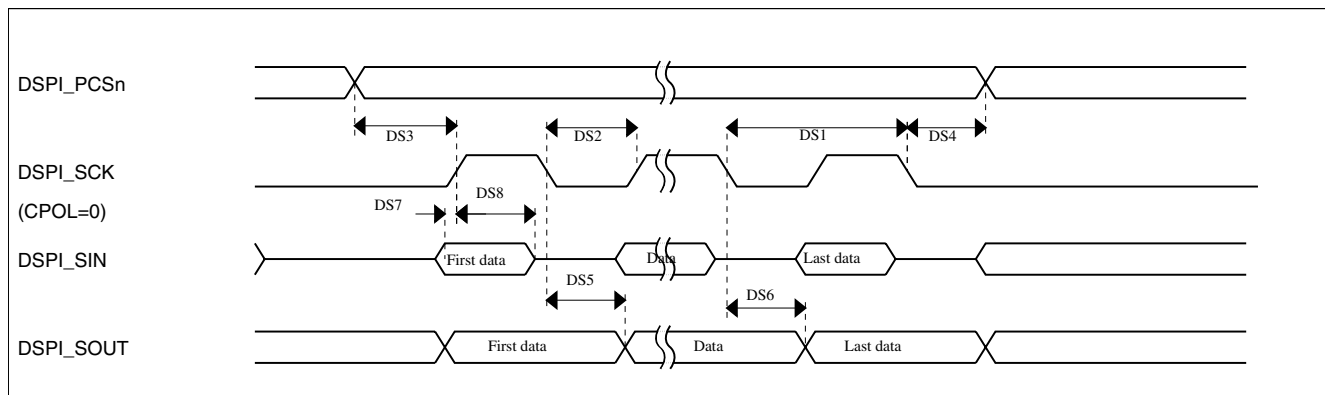 DSPI_PCSn
DS3
DS2
DS1
DS4
DSPI_SCK
(CPOL=0)
DS7
DS8
DSPI_SIN
First data
Data
Last data
DS5
DS6
DSPI_SOUT
First data
Data
Last data